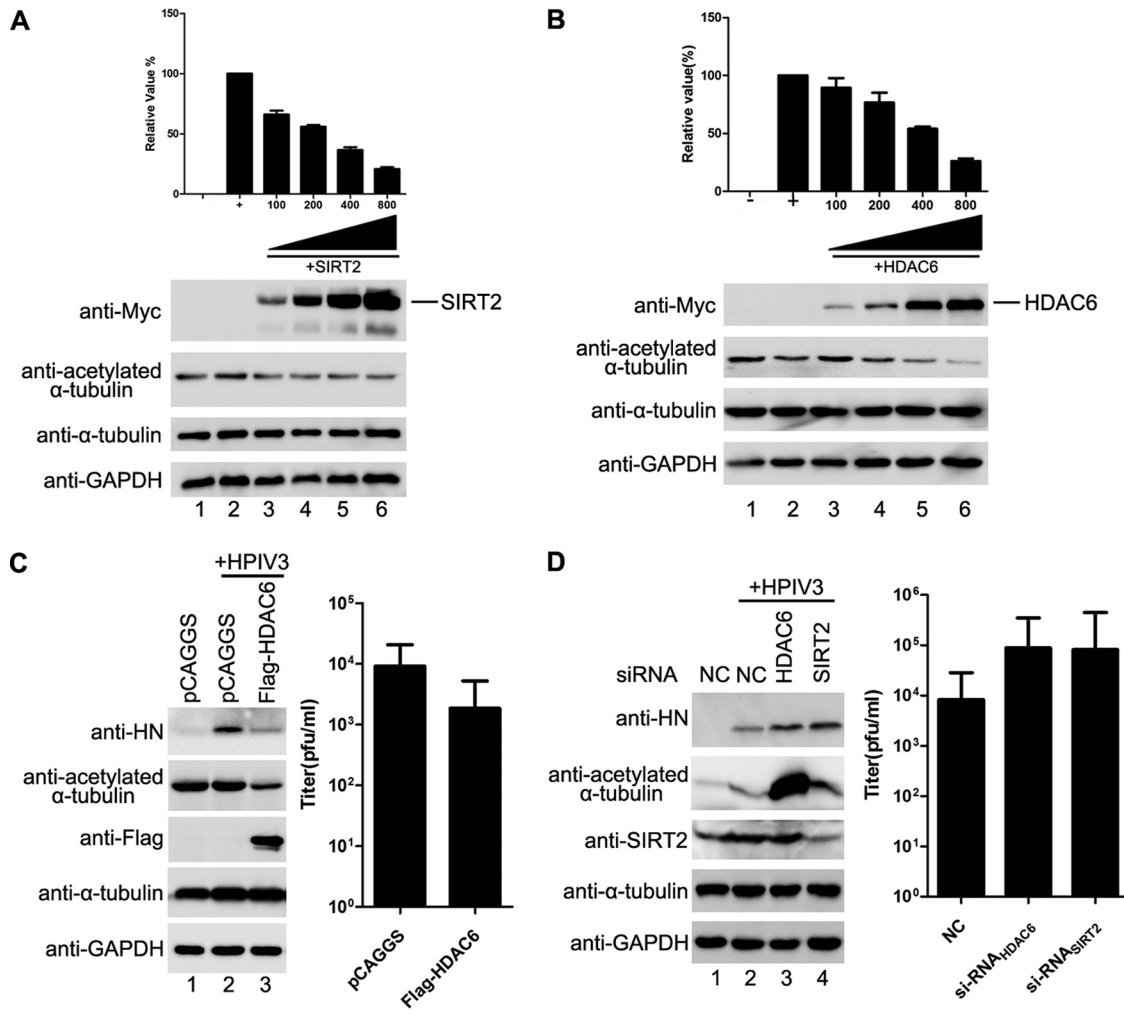 A
Relative Value %
150
100
50
0
- + 100 200 400 800
+SIRT2
anti-Myc
SIRT2
anti-acetylated
α-tubulin
anti-α-tubulin
anti-GAPDH
1 2 3 4 5 6
B
Relative value(%)
150
100
50
0
- + 100 200 400 800
+HDAC6
anti-Myc
HDAC6
anti-acetylated
α-tubulin
anti-α-tubulin
anti-GAPDH
1 2 3 4 5 6
C
+HPIV3
pCAGGS
pCAGGS
Flag-HDAC6
anti-HN
anti-acetylated
α-tubulin
anti-Flag
anti-α-tubulin
anti-GAPDH
1 2 3
Titer(pfu/ml)
10⁵
10⁴
10³
10²
10¹
10⁰
pCAGGS
Flag-HDAC6
D
+HPIV3
siRNA NC NC HDAC6 SIRT2
anti-HN
anti-acetylated
α-tubulin
anti-SIRT2
anti-α-tubulin
anti-GAPDH
1 2 3 4
Titer(pfu/ml)
10⁶
10⁵
10⁴
10³
10²
10¹
10⁰
NC
si-RNAHDAC6
si-RNASIRT2